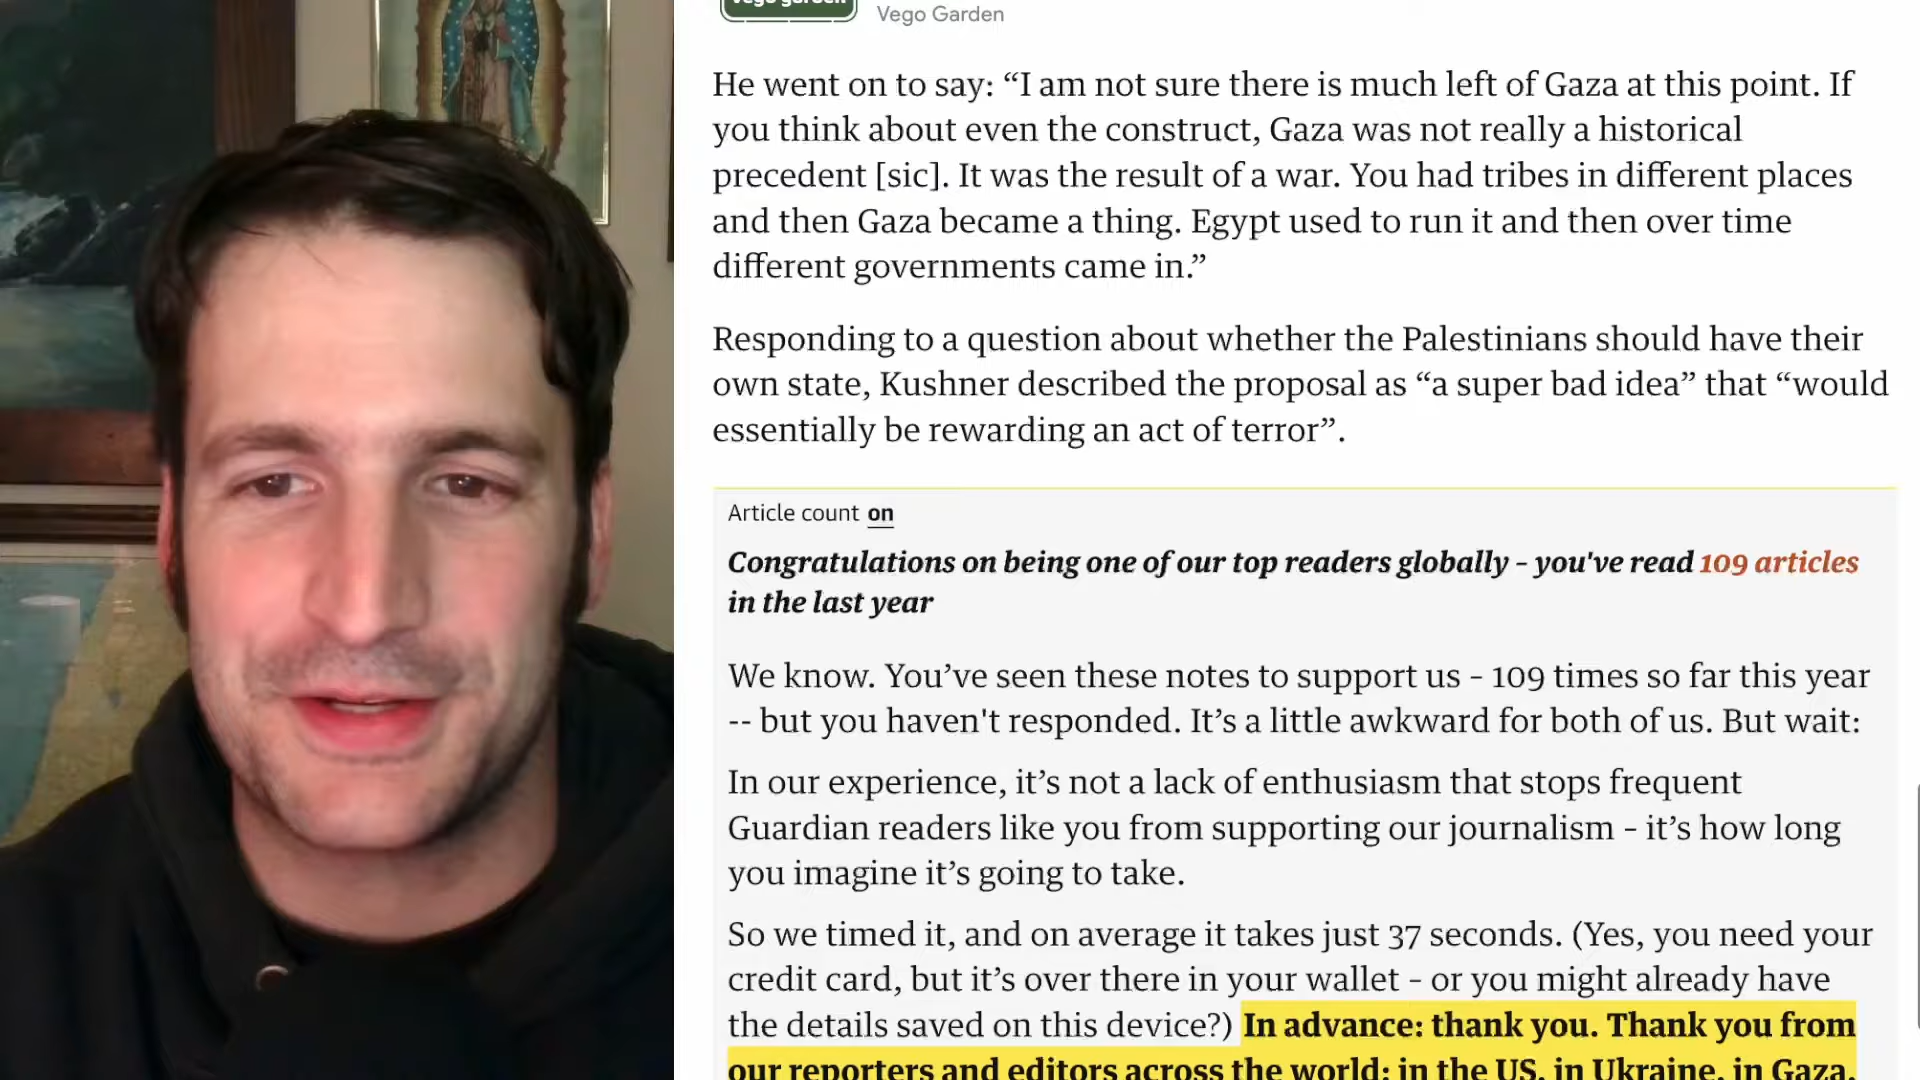 vego garden
Vego Garden
He went on to say: “I am not sure there is much left of Gaza at this point. If
you think about even the construct, Gaza was not really a historical
precedent [sic]. It was the result of a war. You had tribes in different places
and then Gaza became a thing. Egypt used to run it and then over time
different governments came in.”
Responding to a question about whether the Palestinians should have their
own state, Kushner described the proposal as “a super bad idea” that “would
essentially be rewarding an act of terror”.
Article count on
Congratulations on being one of our top readers globally – you've read 109 articles
in the last year
We know. You’ve seen these notes to support us – 109 times so far this year
-- but you haven't responded. It’s a little awkward for both of us. But wait:
In our experience, it’s not a lack of enthusiasm that stops frequent
Guardian readers like you from supporting our journalism – it’s how long
you imagine it’s going to take.
So we timed it, and on average it takes just 37 seconds. (Yes, you need your
credit card, but it’s over there in your wallet – or you might already have
the details saved on this device?) In advance: thank you. Thank you from
our reporters and editors across the world: in the US, in Ukraine, in Gaza,